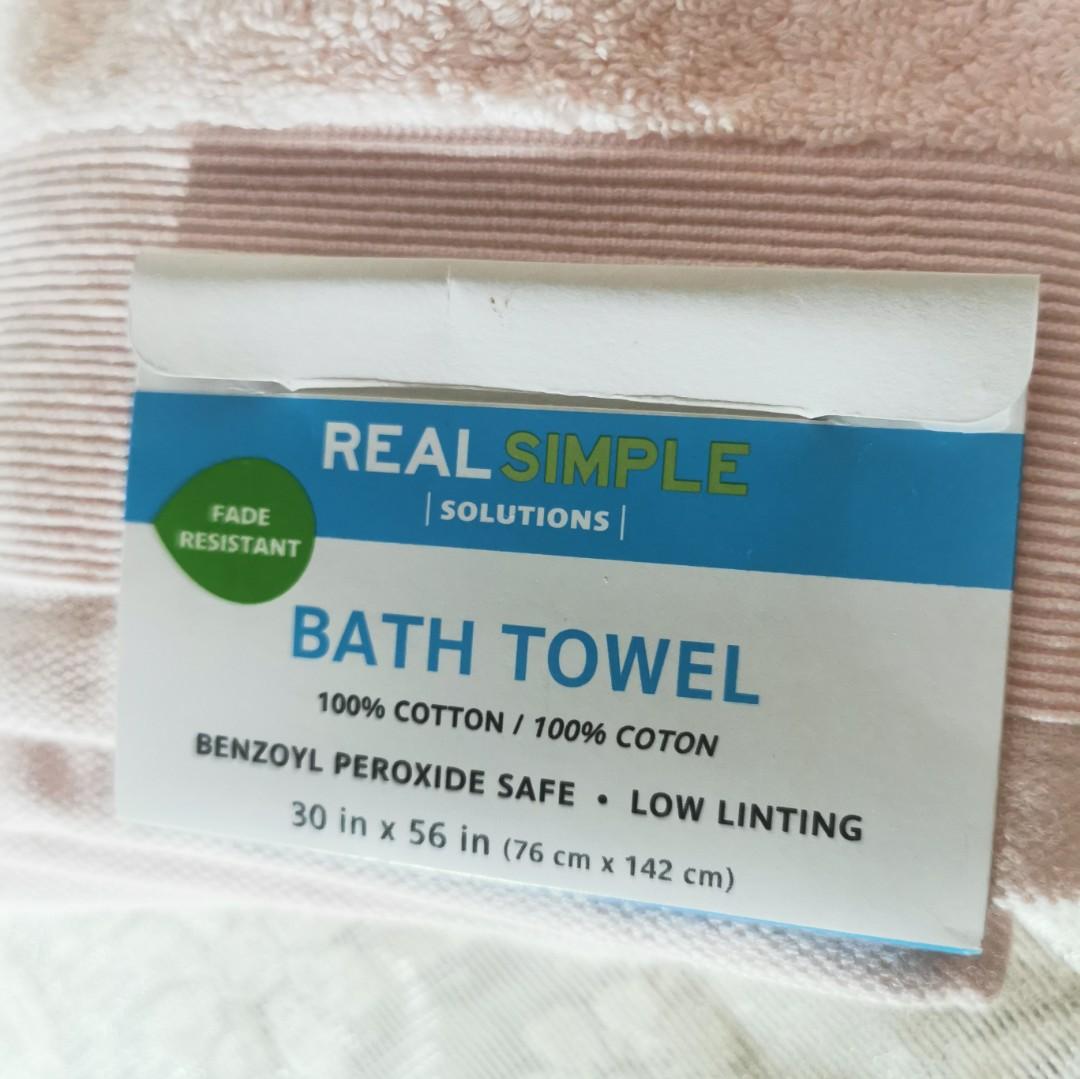 REAL SIMPLE
| SOLUTIONS |
FADE
RESISTANT
BATH TOWEL
100% COTTON / 100% COTON
BENZOYL PEROXIDE SAFE • LOW LINTING
30 in x 56 in (76 cm x 142 cm)